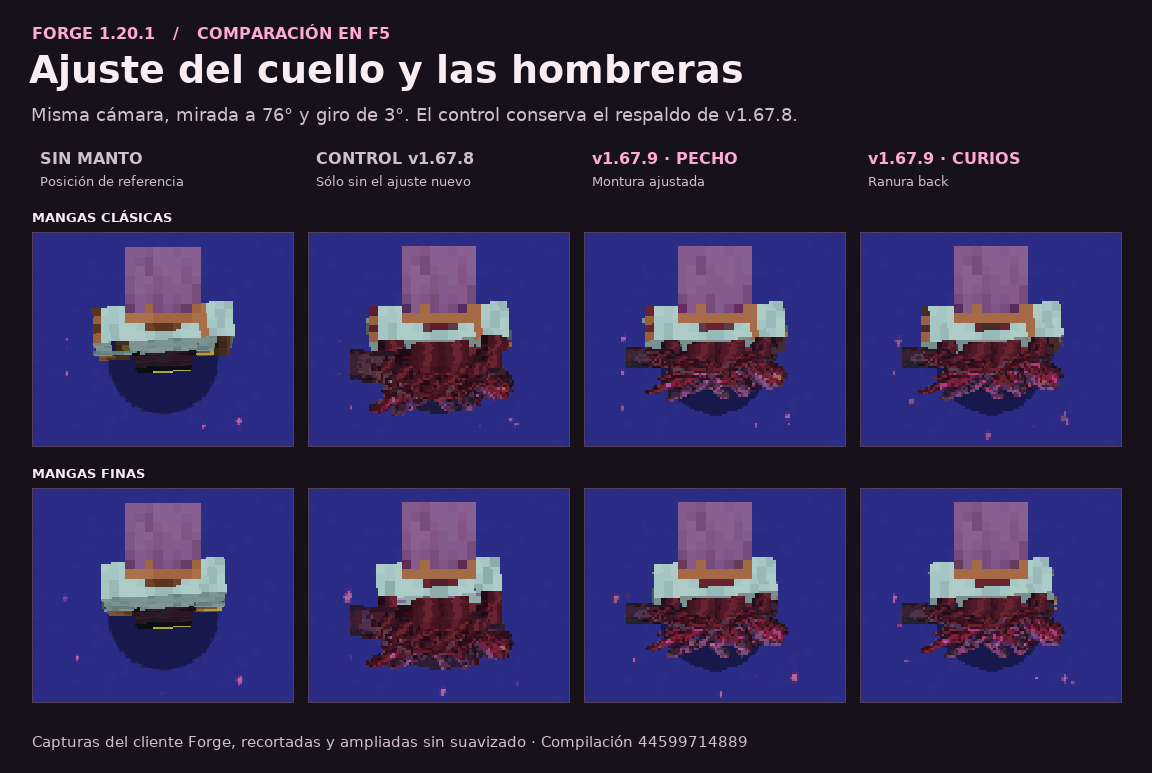 FORGE 1.20.1 / COMPARACIÓN EN F5
Ajuste del cuello y las hombreras
Misma cámara, mirada a 76° y giro de 3°. El control conserva el respaldo de v1.67.8.
SIN MANTO
Posición de referencia
CONTROL v1.67.8
Sólo sin el ajuste nuevo
v1.67.9 · PECHO
Montura ajustada
v1.67.9 · CURIOS
Ranura back
MANGAS CLÁSICAS
MANGAS FINAS
Capturas del cliente Forge, recortadas y ampliadas sin suavizado · Compilación 44599714889